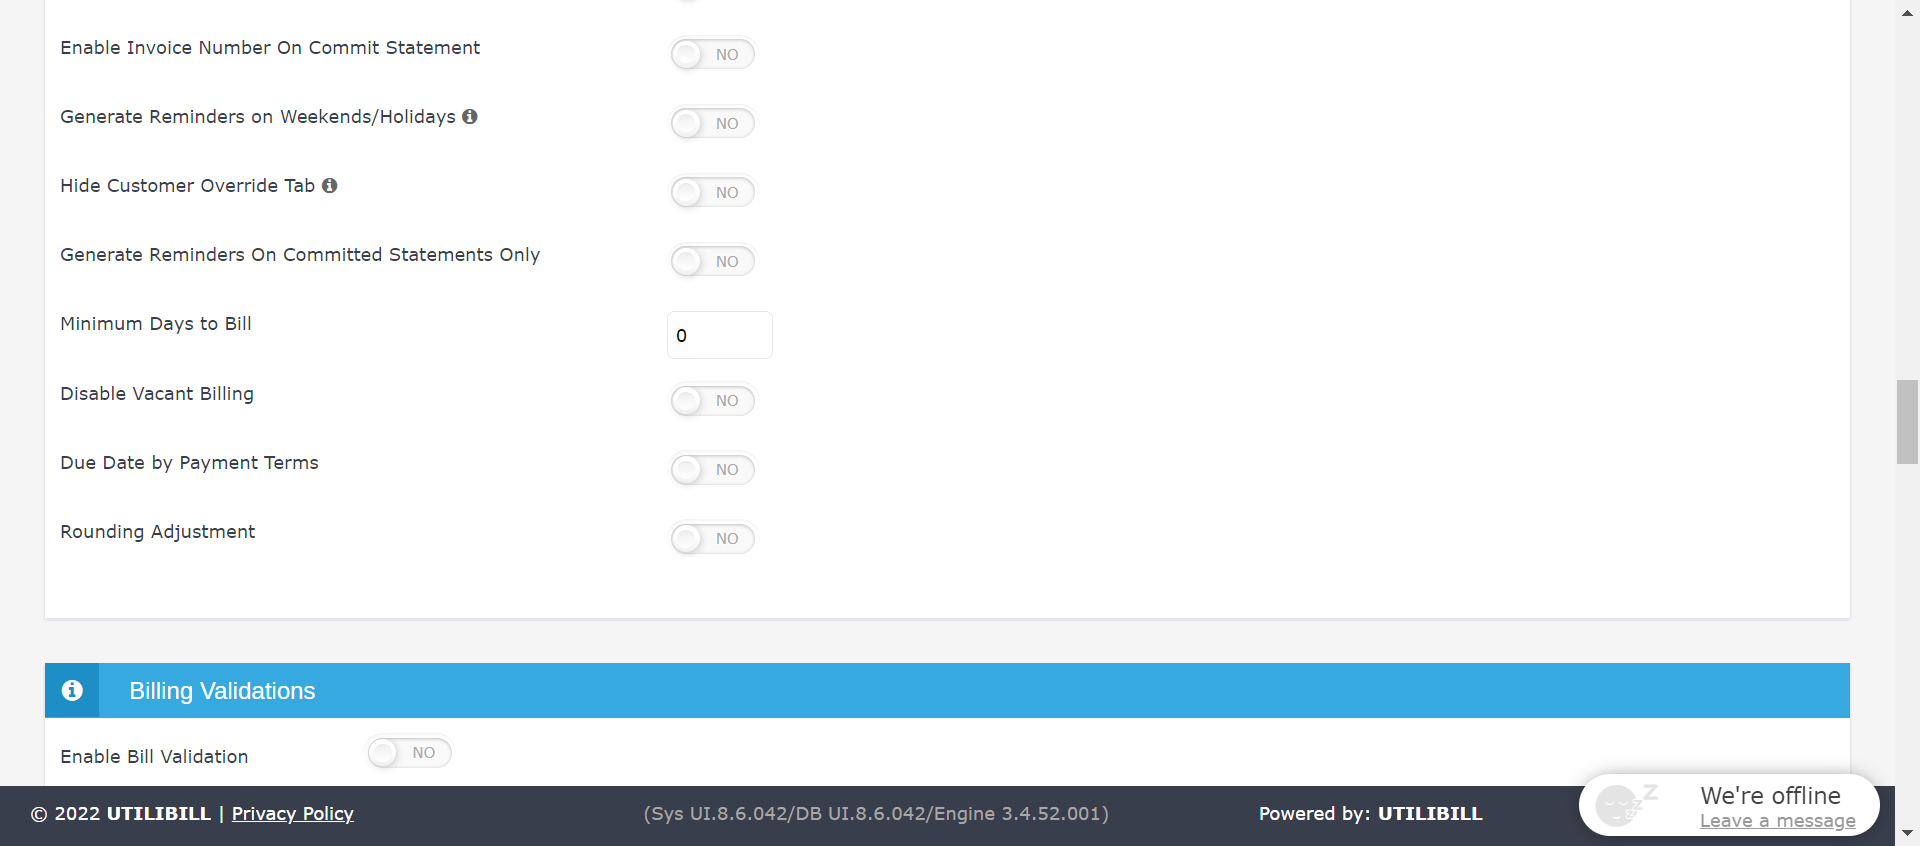 Enable Invoice Number On Commit Statement NO
Generate Reminders on Weekends/Holidays NO
Hide Customer Override Tab NO
Generate Reminders On Committed Statements Only NO
Minimum Days to Bill 0
Disable Vacant Billing NO
Due Date by Payment Terms NO
Rounding Adjustment NO
Billing Validations
Enable Bill Validation NO
© 2022 UTILIBILL | Privacy Policy (Sys UI.8.6.042/DB UI.8.6.042/Engine 3.4.52.001) Powered by: UTILIBILL
We're offline
Leave a message